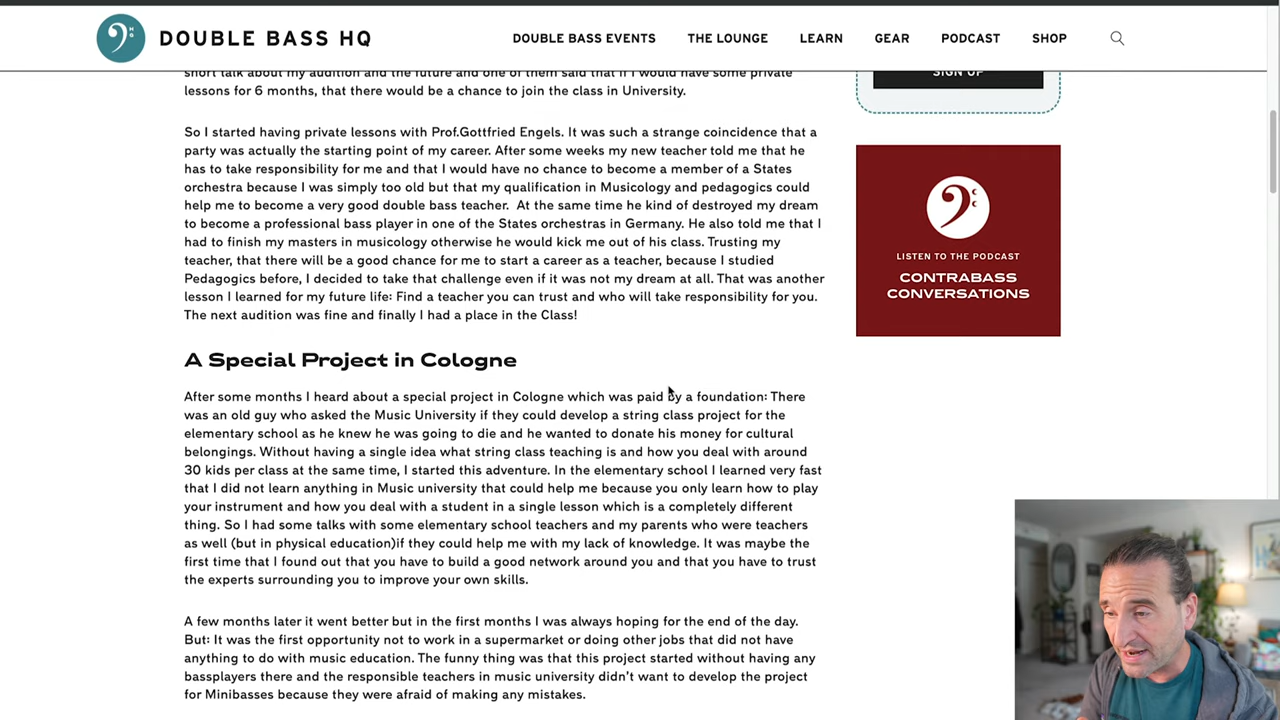 DOUBLE BASS HQ
DOUBLE BASS EVENTS
THE LOUNGE
LEARN
GEAR
PODCAST
SHOP
short talk about my audition and the future and one of them said that if I would have some private
lessons for 6 months, that there would be a chance to join the class in University.
So I started having private lessons with Prof.Gottfried Engels. It was such a strange coincidence that a
party was actually the starting point of my career. After some weeks my new teacher told me that he
has to take responsibility for me and that I would have no chance to become a member of a States
orchestra because I was simply too old but that my qualification in Musicology and pedagogics could
help me to become a very good double bass teacher.  At the same time he kind of destroyed my dream
to become a professional bass player in one of the States orchestras in Germany. He also told me that I
had to finish my masters in musicology otherwise he would kick me out of his class. Trusting my
teacher, that there will be a good chance for me to start a career as a teacher, because I studied
Pedagogics before, I decided to take that challenge even if it was not my dream at all. That was another
lesson I learned for my future life: Find a teacher you can trust and who will take responsibility for you.
The next audition was fine and finally I had a place in the Class!
A Special Project in Cologne
After some months I heard about a special project in Cologne which was paid by a foundation: There
was an old guy who asked the Music University if they could develop a string class project for the
elementary school as he knew he was going to die and he wanted to donate his money for cultural
belongings. Without having a single idea what string class teaching is and how you deal with around
30 kids per class at the same time, I started this adventure. In the elementary school I learned very fast
that I did not learn anything in Music university that could help me because you only learn how to play
your instrument and how you deal with a student in a single lesson which is a completely different
thing. So I had some talks with some elementary school teachers and my parents who were teachers
as well (but in physical education)if they could help me with my lack of knowledge. It was maybe the
first time that I found out that you have to build a good network around you and that you have to trust
the experts surrounding you to improve your own skills.
A few months later it went better but in the first months I was always hoping for the end of the day.
But: It was the first opportunity not to work in a supermarket or doing other jobs that did not have
anything to do with music education. The funny thing was that this project started without having any
bassplayers there and the responsible teachers in music university didn't want to develop the project
for Minibasses because they were afraid of making any mistakes.
SIGN UP
LISTEN TO THE PODCAST
CONTRABASS
CONVERSATIONS